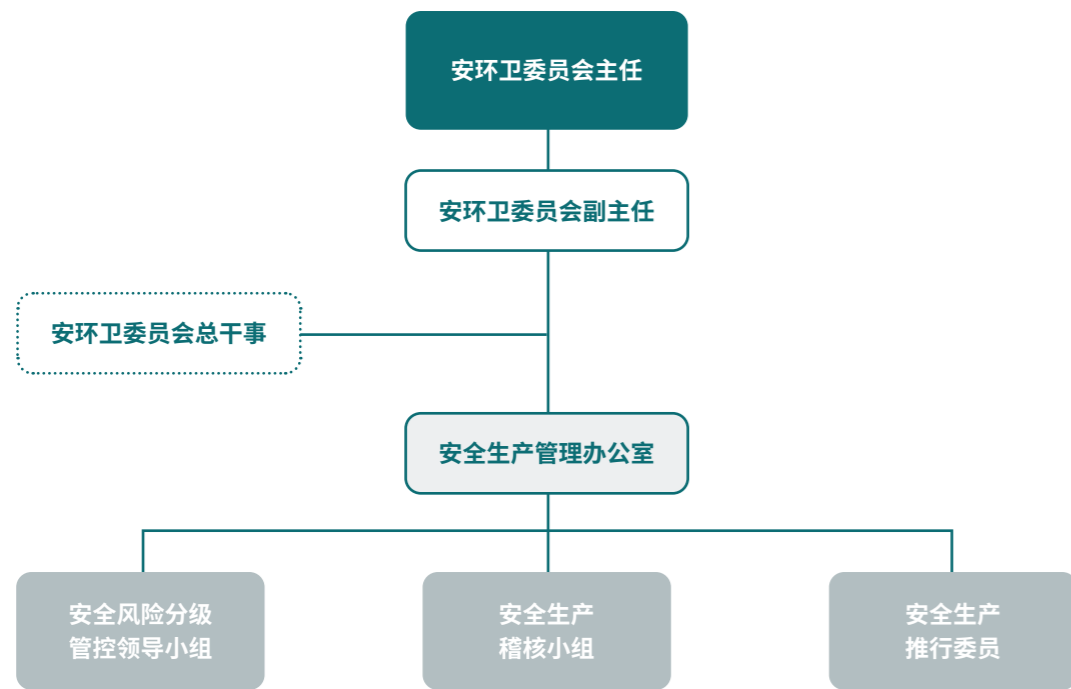 安环卫委员会主任
安环卫委员会副主任
安环卫委员会总干事
安全生产管理办公室
安全风险分级
管控领导小组
安全生产
稽核小组
安全生产
推行委员